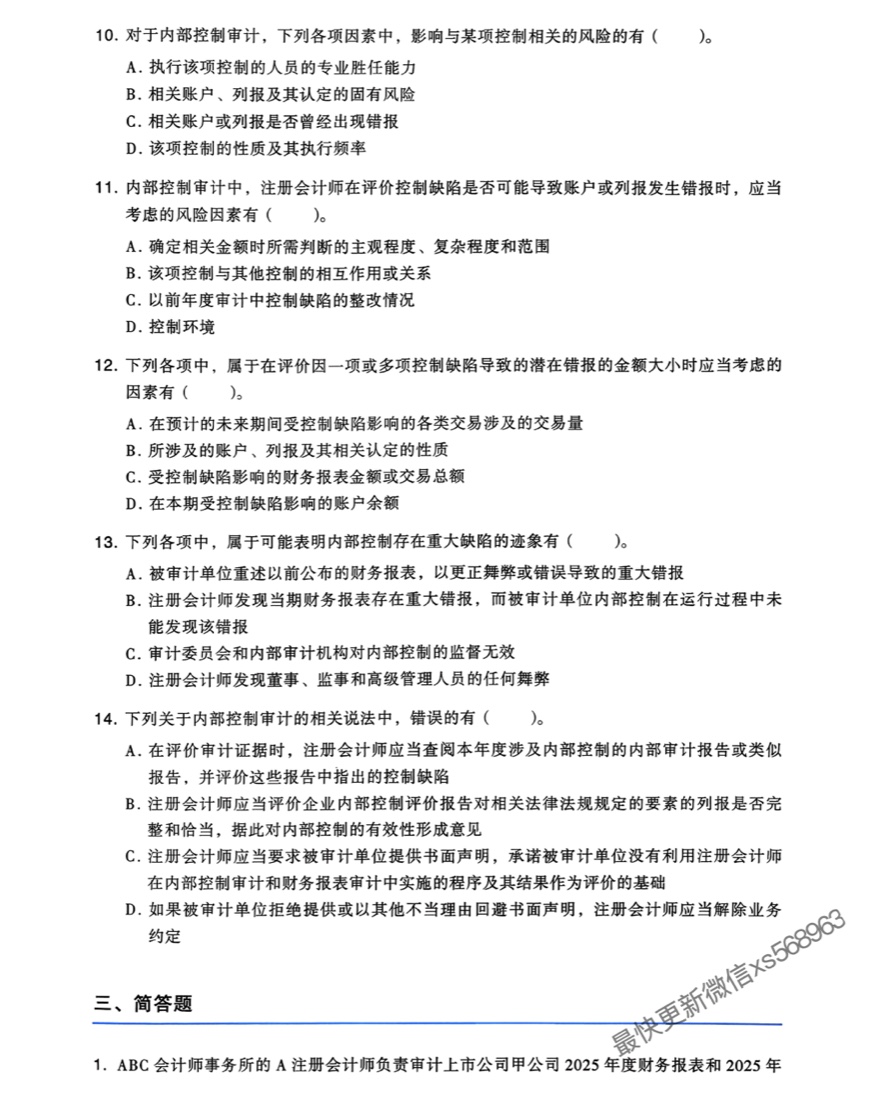 10. 对于内部控制审计，下列各项因素中，影响与某项控制相关的风险的有（　　）。
A. 执行该项控制的人员的专业胜任能力
B. 相关账户、列报及其认定的固有风险
C. 相关账户或列报是否曾经出现错报
D. 该项控制的性质及其执行频率
11. 内部控制审计中，注册会计师在评价控制缺陷是否可能导致账户或列报发生错报时，应当
考虑的风险因素有（　　）。
A. 确定相关金额时所需判断的主观程度、复杂程度和范围
B. 该项控制与其他控制的相互作用或关系
C. 以前年度审计中控制缺陷的整改情况
D. 控制环境
12. 下列各项中，属于在评价因一项或多项控制缺陷导致的潜在错报的金额大小时应当考虑的
因素有（　　）。
A. 在预计的未来期间受控制缺陷影响的各类交易涉及的交易量
B. 所涉及的账户、列报及其相关认定的性质
C. 受控制缺陷影响的财务报表金额或交易总额
D. 在本期受控制缺陷影响的账户余额
13. 下列各项中，属于可能表明内部控制存在重大缺陷的迹象有（　　）。
A. 被审计单位重述以前公布的财务报表，以更正舞弊或错误导致的重大错报
B. 注册会计师发现当期财务报表存在重大错报，而被审计单位内部控制在运行过程中未
能发现该错报
C. 审计委员会和内部审计机构对内部控制的监督无效
D. 注册会计师发现董事、监事和高级管理人员的任何舞弊
14. 下列关于内部控制审计的相关说法中，错误的有（　　）。
A. 在评价审计证据时，注册会计师应当查阅本年度涉及内部控制的内部审计报告或类似
报告，并评价这些报告中指出的控制缺陷
B. 注册会计师应当评价企业内部控制评价报告对相关法律法规规定的要素的列报是否完
整和恰当，据此对内部控制的有效性形成意见
C. 注册会计师应当要求被审计单位提供书面声明，承诺被审计单位没有利用注册会计师
在内部控制审计和财务报表审计中实施的程序及其结果作为评价的基础
D. 如果被审计单位拒绝提供或以其他不当理由回避书面声明，注册会计师应当解除业务
约定
最快更新微信xs568963
三、简答题
1. ABC 会计师事务所的 A 注册会计师负责审计上市公司甲公司 2025 年度财务报表和 2025 年